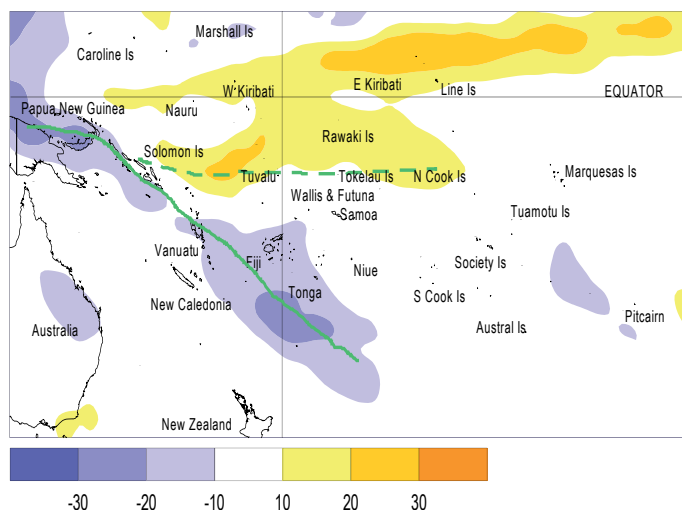 Marshall Is
Caroline Is
W Kiribati
E Kiribati
Line Is
EQUATOR
Papua New Guinea
Nauru
Rawaki Is
Solomon Is
Tuvalu
Tokelau Is
N Cook Is
Marquesas Is
Wallis & Futuna
Samoa
Tuamotu Is
Vanuatu
Fiji
Niue
Society Is
New Caledonia
Tonga
S Cook Is
Pitcairn
Australia
Austral Is
New Zealand
-30 -20 -10 10 20 30